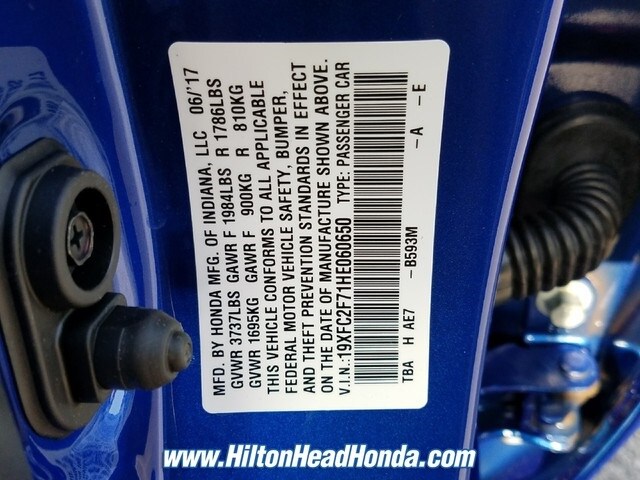 MFD. BY HONDA MFG. OF INDIANA, LLC 06/'17
GVWR 3737LBS GAWR F 1984LBS R 1786LBS
GVWR 1695KG GAWR F 900KG R 810KG
THIS VEHICLE CONFORMS TO ALL APPLICABLE
FEDERAL MOTOR VEHICLE SAFETY, BUMPER,
AND THEFT PREVENTION STANDARDS IN EFFECT
ON THE DATE OF MANUFACTURE SHOWN ABOVE.
V.I.N.:19XFC2F71HE060650 TYPE: PASSENGER CAR
TBA H AE7 -B593M -A -E
www.HiltonHeadHonda.com